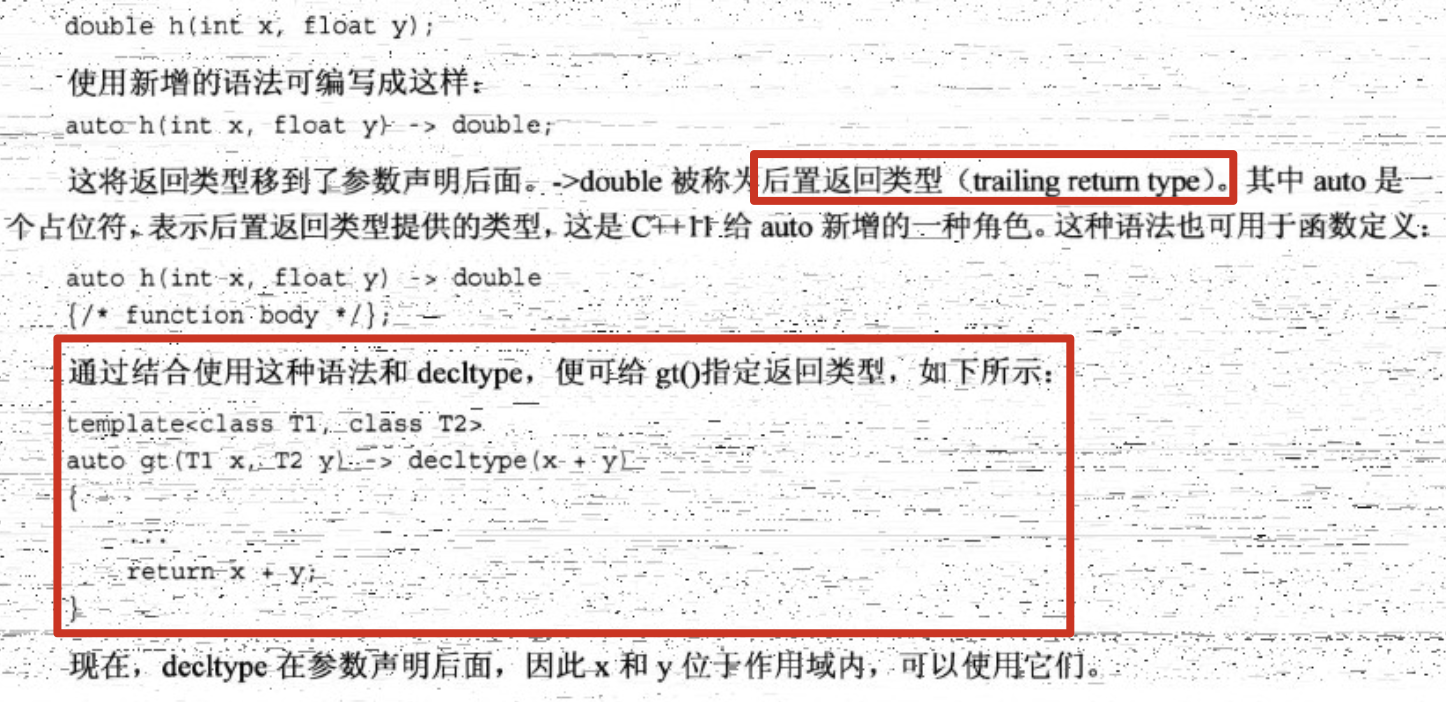 double h(int x, float y);
使用新增的语法可编写成这样：
auto h(int x, float y) -> double;
这将返回类型移到了参数声明后面。->double 被称为后置返回类型（trailing return type）。其中 auto 是一
个占位符，表示后置返回类型提供的类型，这是 C++11 给 auto 新增的一种角色。这种语法也可用于函数定义：
auto h(int x, float y) -> double
{/* function body */};
通过结合使用这种语法和 decltype，便可给 gt()指定返回类型，如下所示：
template<class T1, class T2>
auto gt(T1 x, T2 y) -> decltype(x + y)
{
...
return x + y;
}
现在，decltype 在参数声明后面，因此 x 和 y 位于作用域内，可以使用它们。